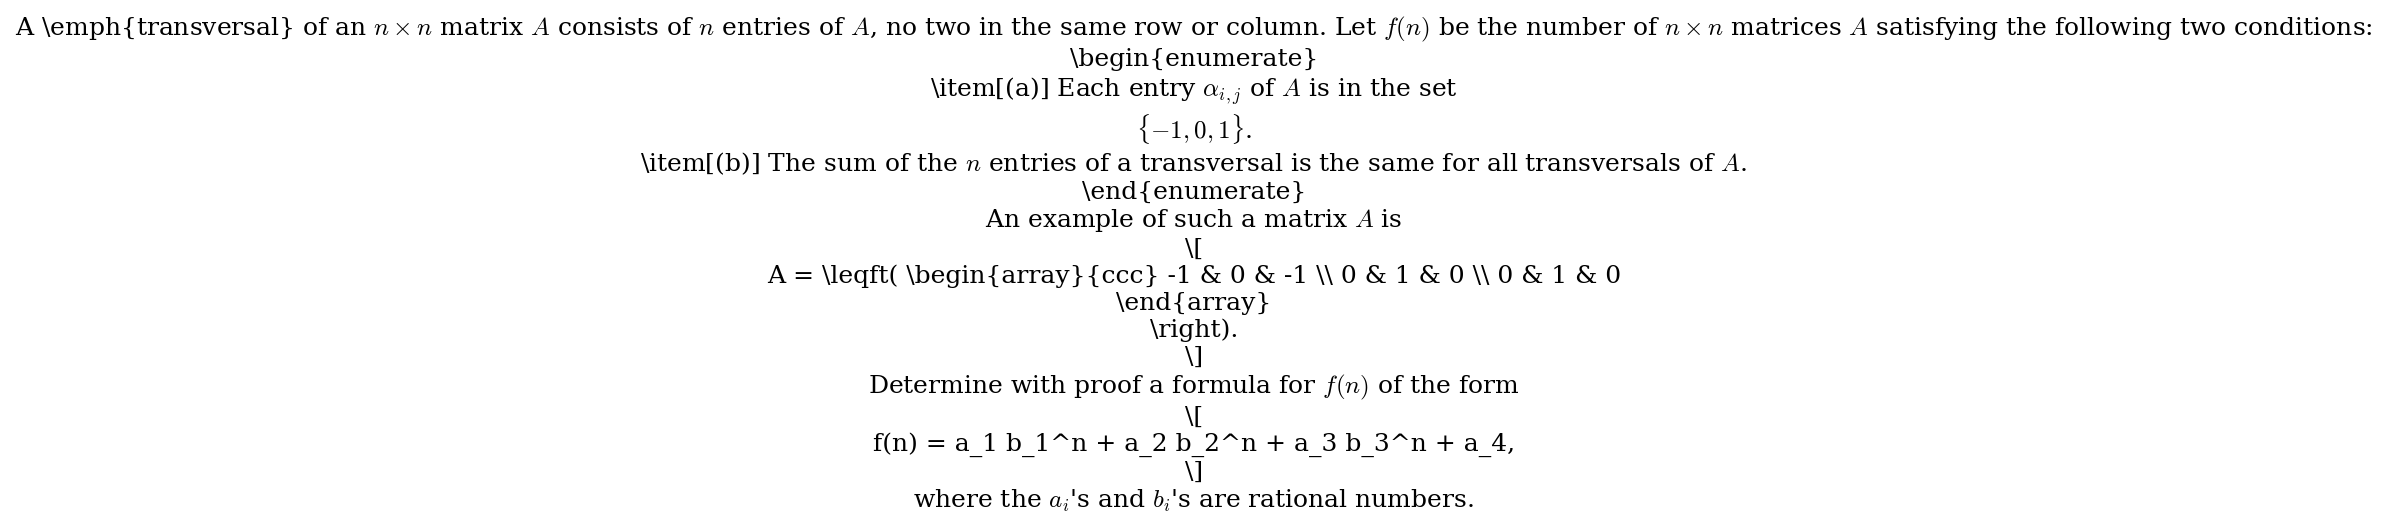 A \emph{transversal} of an $n \times n$ matrix $A$ consists of $n$ entries of $A$, no two in the same row or column. Let $f(n)$ be the number of $n \times n$ matrices $A$ satisfying the following two conditions:
\begin{enumerate}
\item[(a)] Each entry $\alpha_{i,j}$ of $A$ is in the set
$\{-1, 0, 1\}$.
\item[(b)] The sum of the $n$ entries of a transversal is the same for all transversals of $A$.
\end{enumerate}
An example of such a matrix $A$ is
\[
A = \leqft( \begin{array}{ccc} -1 & 0 & -1 \\ 0 & 1 & 0 \\ 0 & 1 & 0
\end{array}
\right).
\]
Determine with proof a formula for $f(n)$ of the form
\[
f(n) = a_1 b_1^n + a_2 b_2^n + a_3 b_3^n + a_4,
\]
where the $a_i$'s and $b_i$'s are rational numbers.